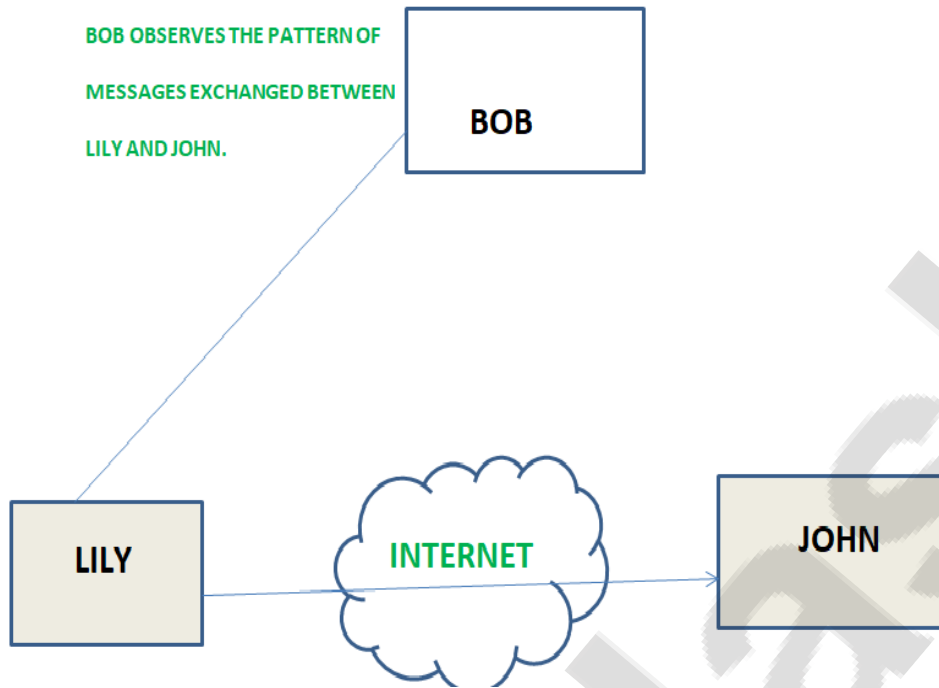 BOB OBSERVES THE PATTERN OF
MESSAGES EXCHANGED BETWEEN
LILY AND JOHN.
BOB
LILY
INTERNET
JOHN